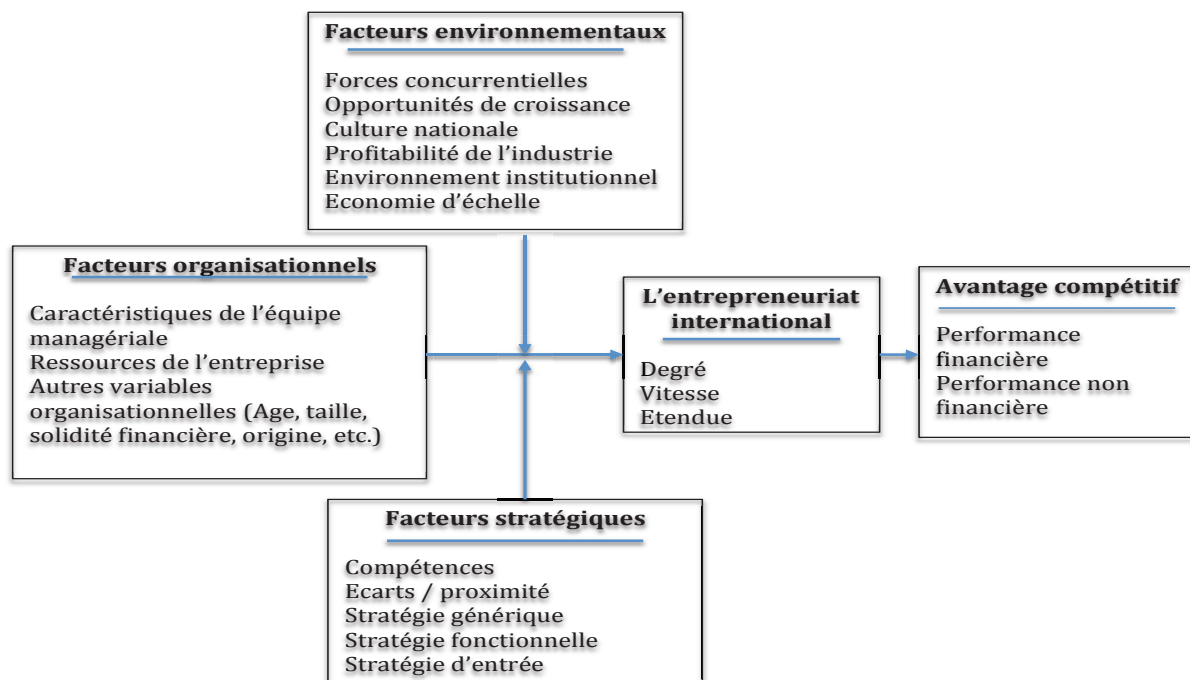 Facteurs environnementaux
Forces concurrentielles
Opportunités de croissance
Culture nationale
Profitabilité de l'industrie
Environnement institutionnel
Economie d'échelle
Facteurs organisationnels
Caractéristiques de l'équipe
managériale
Ressources de l'entreprise
Autres variables
organisationnelles (Age, taille,
solidité financière, origine, etc.)
L'entrepreneuriat
international
Degré
Vitesse
Etendue
Avantage compétitif
Performance
financière
Performance non
financière
Facteurs stratégiques
Compétences
Ecarts / proximité
Stratégie générique
Stratégie fonctionnelle
Stratégie d'entrée